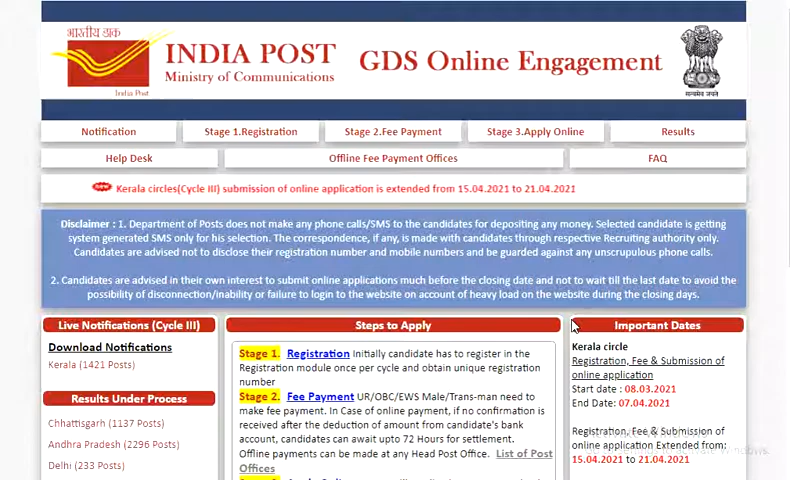 भारतीय डाक
India Post
INDIA POST
Ministry of Communications
GDS Online Engagement
सत्यमेव जयते
Notification
Stage 1.Registration
Stage 2.Fee Payment
Stage 3.Apply Online
Results
Help Desk
Offline Fee Payment Offices
FAQ
Kerala circles(Cycle III) submission of online application is extended from 15.04.2021 to 21.04.2021
Disclaimer : 1. Department of Posts does not make any phone calls/SMS to the candidates for depositing any money. Selected candidate is getting
system generated SMS only for his selection. The correspondence, if any, is made with candidates through respective Recruiting authority only.
Candidates are advised not to disclose their registration number and mobile numbers and be guarded against any unscrupulous phone calls.
2. Candidates are advised in their own interest to submit online applications much before the closing date and not to wait till the last date to avoid the
possibility of disconnection/inability or failure to login to the website on account of heavy load on the website during the closing days.
Live Notifications (Cycle III)
Download Notifications
Kerala (1421 Posts)
Results Under Process
Chhattisgarh (1137 Posts)
Andhra Pradesh (2296 Posts)
Delhi (233 Posts)
Steps to Apply
Stage 1. Registration Initially candidate has to register in the
Registration module once per cycle and obtain unique registration
number
Stage 2. Fee Payment UR/OBC/EWS Male/Trans-man need to
make fee payment. In Case of online payment, if no confirmation is
received after the deduction of amount from candidate's bank
account, candidates can await upto 72 Hours for settlement.
Offline payments can be made at any Head Post Office. List of Post
Offices
Important Dates
Kerala circle
Registration, Fee & Submission of
online application
Start date : 08.03.2021
End Date: 07.04.2021
Registration, Fee & Submission of
online application Extended from:
15.04.2021 to 21.04.2021